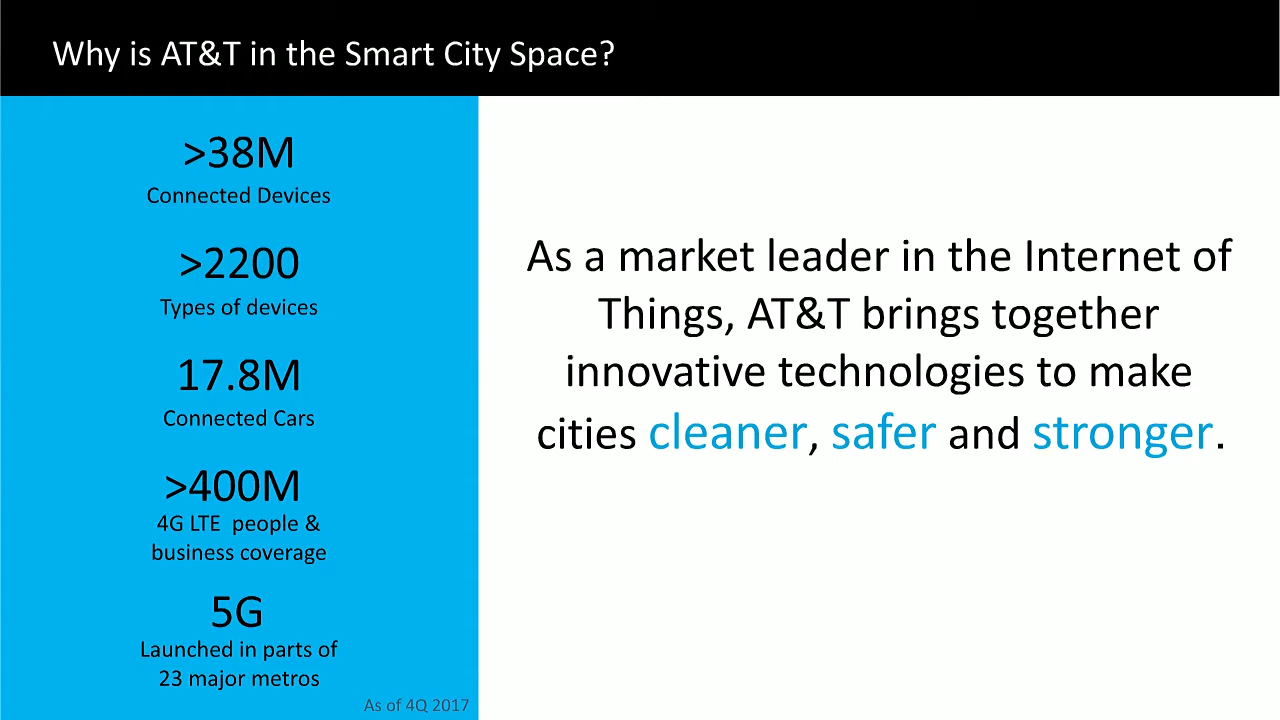 Why is AT&T in the Smart City Space?
>38M
Connected Devices
>2200
Types of devices
17.8M
Connected Cars
>400M
4G LTE  people &
business coverage
5G
Launched in parts of
23 major metros
As of 4Q 2017
As a market leader in the Internet of
Things, AT&T brings together
innovative technologies to make
cities cleaner, safer and stronger.